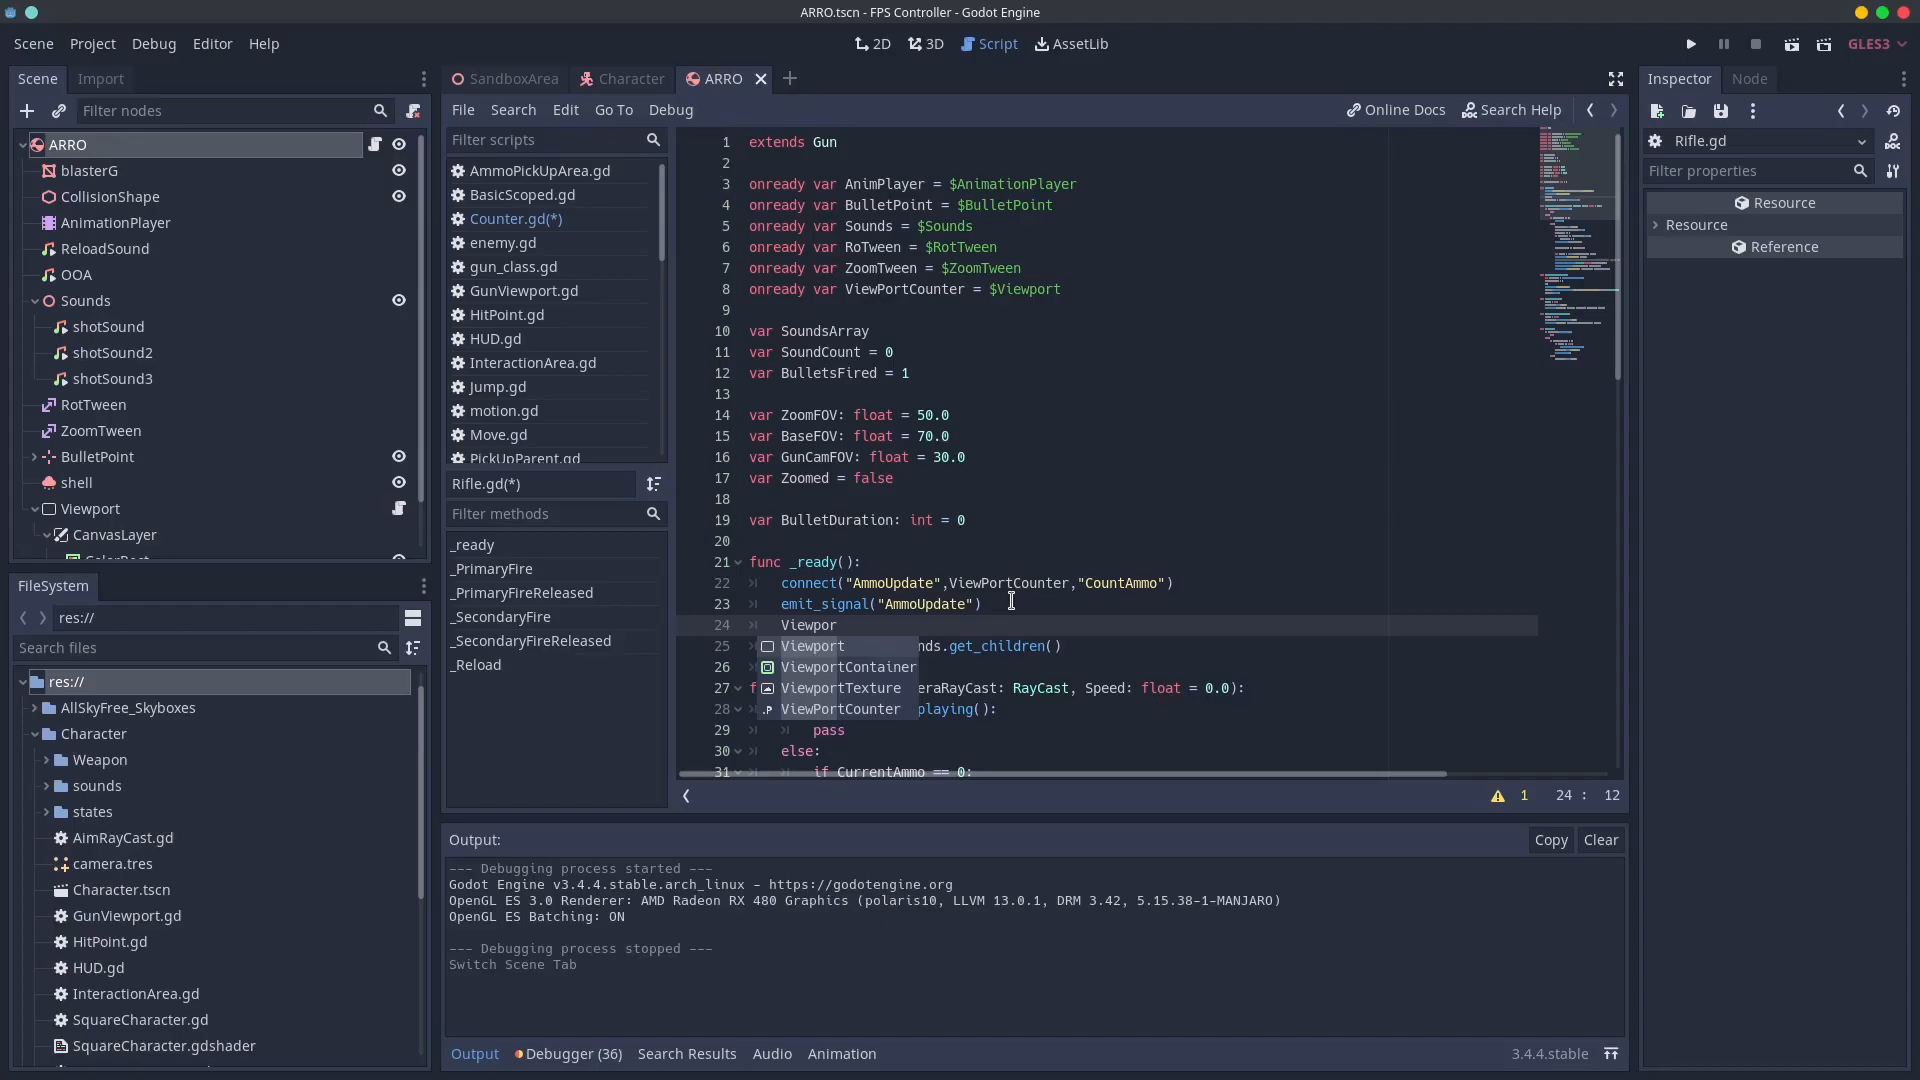 ARRO.tscn - FPS Controller - Godot Engine
Scene Project Debug Editor Help
2D 3D Script AssetLib
GLES3
Scene Import
Filter nodes
ARRO
blasterG
CollisionShape
AnimationPlayer
ReloadSound
OOA
Sounds
shotSound
shotSound2
shotSound3
RotTween
ZoomTween
BulletPoint
shell
Viewport
CanvasLayer
ColorRect
FileSystem
res://
Search files
res://
AllSkyFree_Skyboxes
Character
Weapon
sounds
states
AimRayCast.gd
camera.tres
Character.tscn
GunViewport.gd
HitPoint.gd
HUD.gd
InteractionArea.gd
SquareCharacter.gd
SquareCharacter.gdshader
SandboxArea Character ARRO
File Search Edit Go To Debug
Online Docs Search Help
Filter scripts
AmmoPickUpArea.gd
BasicScoped.gd
Counter.gd(*)
enemy.gd
gun_class.gd
GunViewport.gd
HitPoint.gd
HUD.gd
InteractionArea.gd
Jump.gd
motion.gd
Move.gd
PickUpParent.gd
Rifle.gd(*)
Filter methods
_ready
_PrimaryFire
_PrimaryFireReleased
_SecondaryFire
_SecondaryFireReleased
_Reload
1 extends Gun
2
3 onready var AnimPlayer = $AnimationPlayer
4 onready var BulletPoint = $BulletPoint
5 onready var Sounds = $Sounds
6 onready var RoTween = $RotTween
7 onready var ZoomTween = $ZoomTween
8 onready var ViewPortCounter = $Viewport
9
10 var SoundsArray
11 var SoundCount = 0
12 var BulletsFired = 1
13
14 var ZoomFOV: float = 50.0
15 var BaseFOV: float = 70.0
16 var GunCamFOV: float = 30.0
17 var Zoomed = false
18
19 var BulletDuration: int = 0
20
21 func _ready():
22 connect("AmmoUpdate",ViewPortCounter,"CountAmmo")
23 emit_signal("AmmoUpdate")
24 Viewpor
25 nds.get_children()
26
27 f eraRayCast: RayCast, Speed: float = 0.0):
28 playing():
29 pass
30 else:
31 if CurrentAmmo == 0:
Viewport
ViewportContainer
ViewportTexture
ViewPortCounter
1 24 : 12
Output:
Copy Clear
--- Debugging process started ---
Godot Engine v3.4.4.stable.arch_linux - https://godotengine.org
OpenGL ES 3.0 Renderer: AMD Radeon RX 480 Graphics (polaris10, LLVM 13.0.1, DRM 3.42, 5.15.38-1-MANJARO)
OpenGL ES Batching: ON
--- Debugging process stopped ---
Switch Scene Tab
Output Debugger (36) Search Results Audio Animation
3.4.4.stable
Inspector Node
Rifle.gd
Filter properties
Resource
Resource
Reference